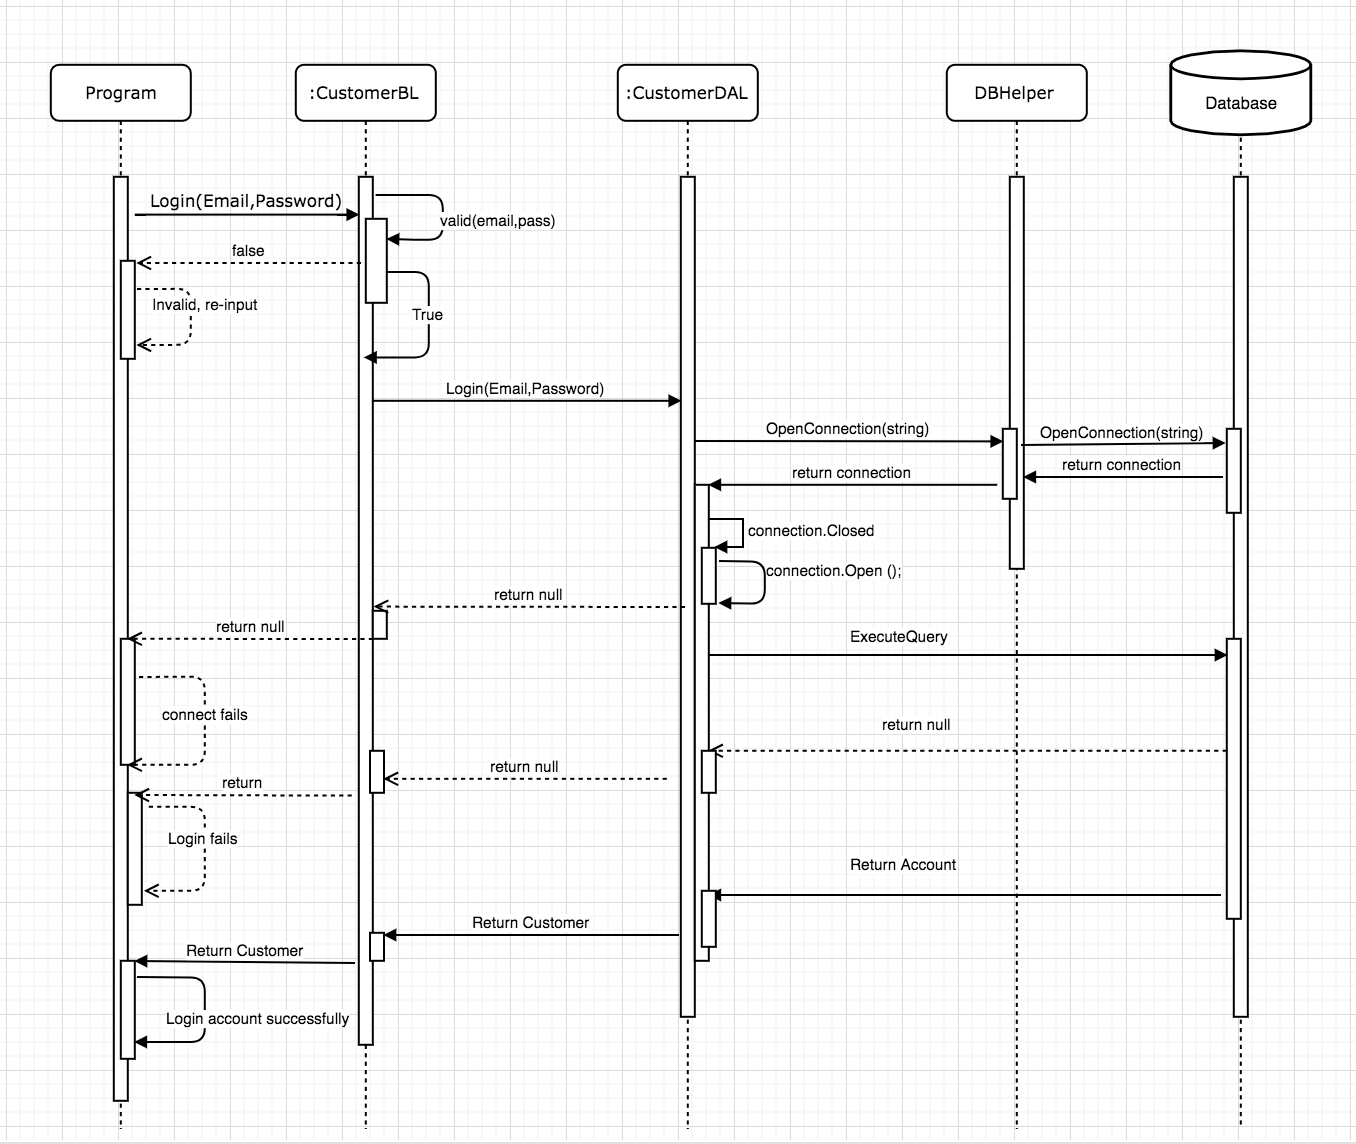 Program
:CustomerBL
:CustomerDAL
DBHelper
Database
Login(Email,Password)
valid(email,pass)
false
Invalid, re-input
True
Login(Email,Password)
OpenConnection(string)
OpenConnection(string)
return connection
return connection
connection.Closed
connection.Open ();
return null
return null
ExecuteQuery
connect fails
return null
return null
return
Login fails
Return Account
Return Customer
Return Customer
Login account successfully